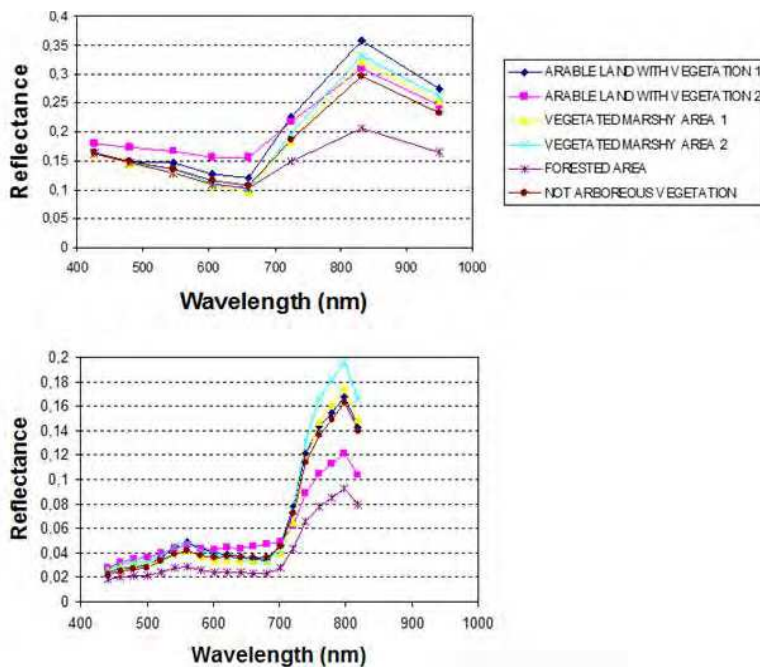 0,4
0,35
0,3
0,25
0,2
0,15
0,1
0,05
0
Reflectance
400 500 600 700 800 900 1000
Wavelength (nm)
ARABLE LAND WITH VEGETATION 1
ARABLE LAND WITH VEGETATION 2
VEGETATED MARSHY AREA 1
VEGETATED MARSHY AREA 2
FORESTED AREA
NOT ARBOREOUS VEGETATION
0,2
0,18
0,16
0,14
0,12
0,1
0,08
0,06
0,04
0,02
0
Reflectance
400 500 600 700 800 900 1000
Wavelength (nm)